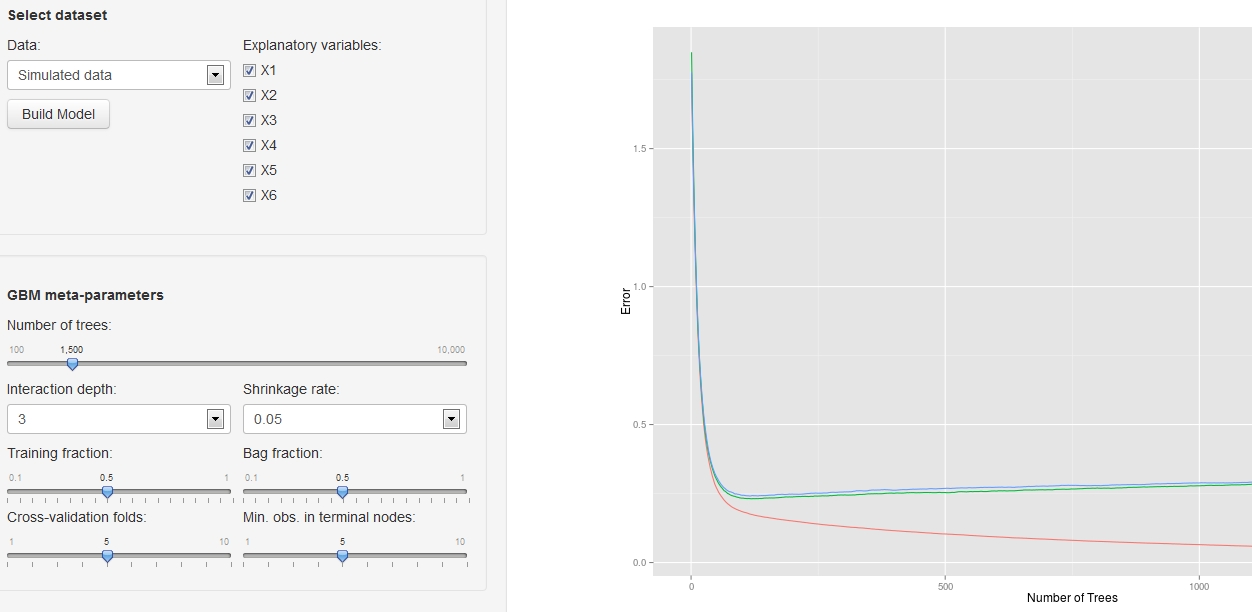 Select dataset
Data:
Explanatory variables:
Simulated data
X1
Build Model
X2
X3
X4
X5
X6
GBM meta-parameters
Number of trees:
100 1,500 10,000
Interaction depth:
Shrinkage rate:
3
0.05
Training fraction:
Bag fraction:
0.1 0.5 1
0.1 0.5 1
Cross-validation folds:
Min. obs. in terminal nodes:
1 5 10
1 5 10
Error
1.5
1.0
0.5
0.0
0 500 1000
Number of Trees